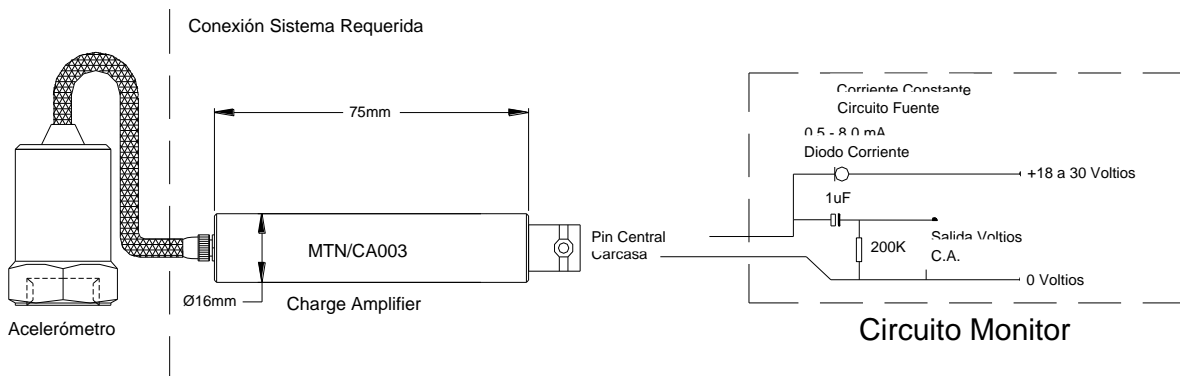 Conexión Sistema Requerida
Corriente Constante
Circuito Fuente
75mm
0.5 - 8.0 mA
Diodo Corriente
+18 a 30 Voltios
1uF
Pin Central
Carcasa
Salida Voltios
C.A.
200K
MTN/CA003
0 Voltios
Ø16mm
Charge Amplifier
Acelerómetro
Circuito Monitor